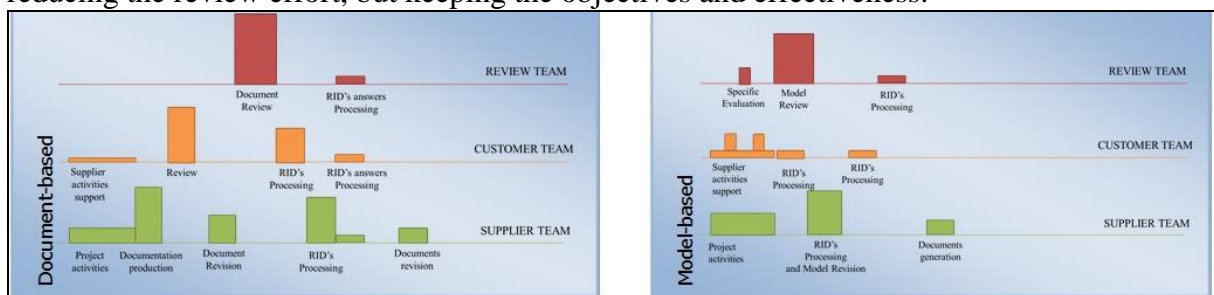 reducing the review effort, but keeping the objectives and effectiveness.
Document-based
REVIEW TEAM
Document
Review
RID's answers
Processing
CUSTOMER TEAM
Supplier
activities
support
Review
RID's
Processing
RID's answers
Processing
SUPPLIER TEAM
Project
activities
Documentation
production
Document
Revision
RID's
Processing
Documents
revision
Model-based
REVIEW TEAM
Specific
Evaluation
Model
Review
RID's
Processing
CUSTOMER TEAM
Supplier
activities
support
RID's
Processing
RID's
Processing
SUPPLIER TEAM
Project
activities
RID's
Processing
and Model Revision
Documents
generation